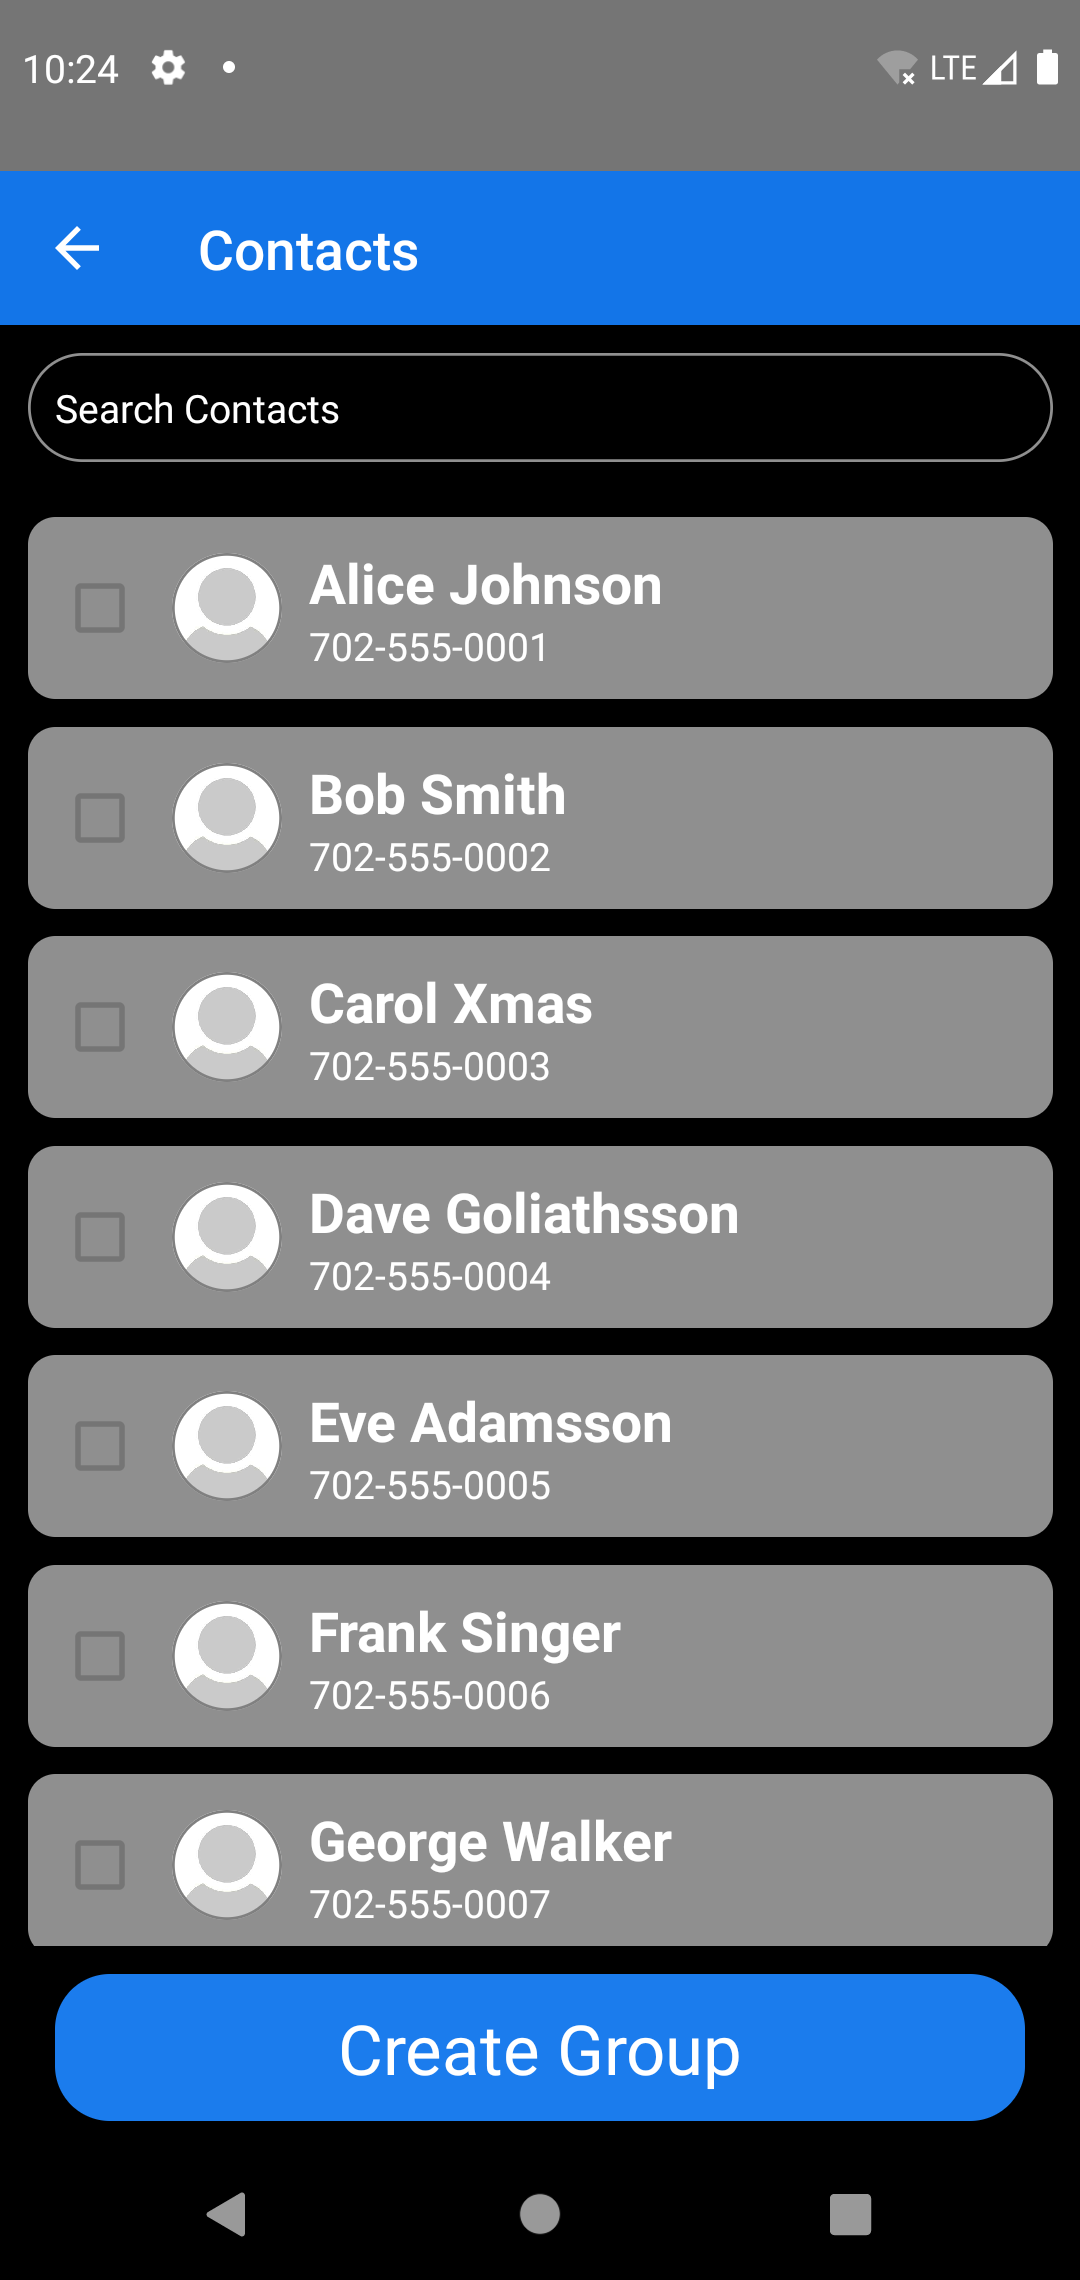 10:24
LTE
Contacts
Search Contacts
Alice Johnson
702-555-0001
Bob Smith
702-555-0002
Carol Xmas
702-555-0003
Dave Goliathsson
702-555-0004
Eve Adamsson
702-555-0005
Frank Singer
702-555-0006
George Walker
702-555-0007
Create Group